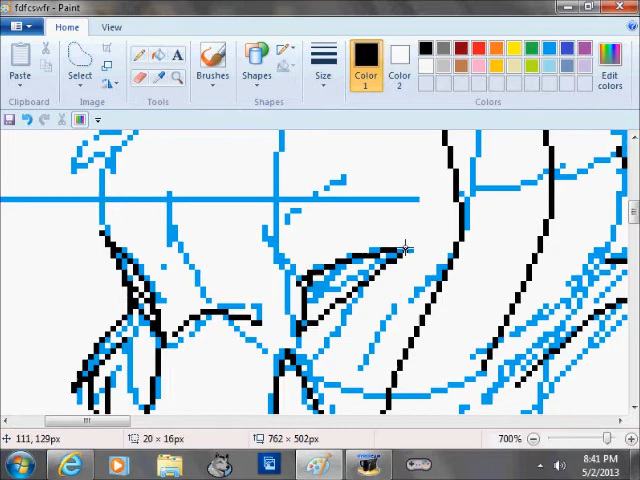 fdfcswfr - Paint
Home View
Paste Select Brushes Shapes Size Color 1 Color 2 Edit colors
Clipboard Image Tools Shapes Colors
111, 129px 20 × 16px 762 × 502px 700%
8:41 PM
5/2/2013